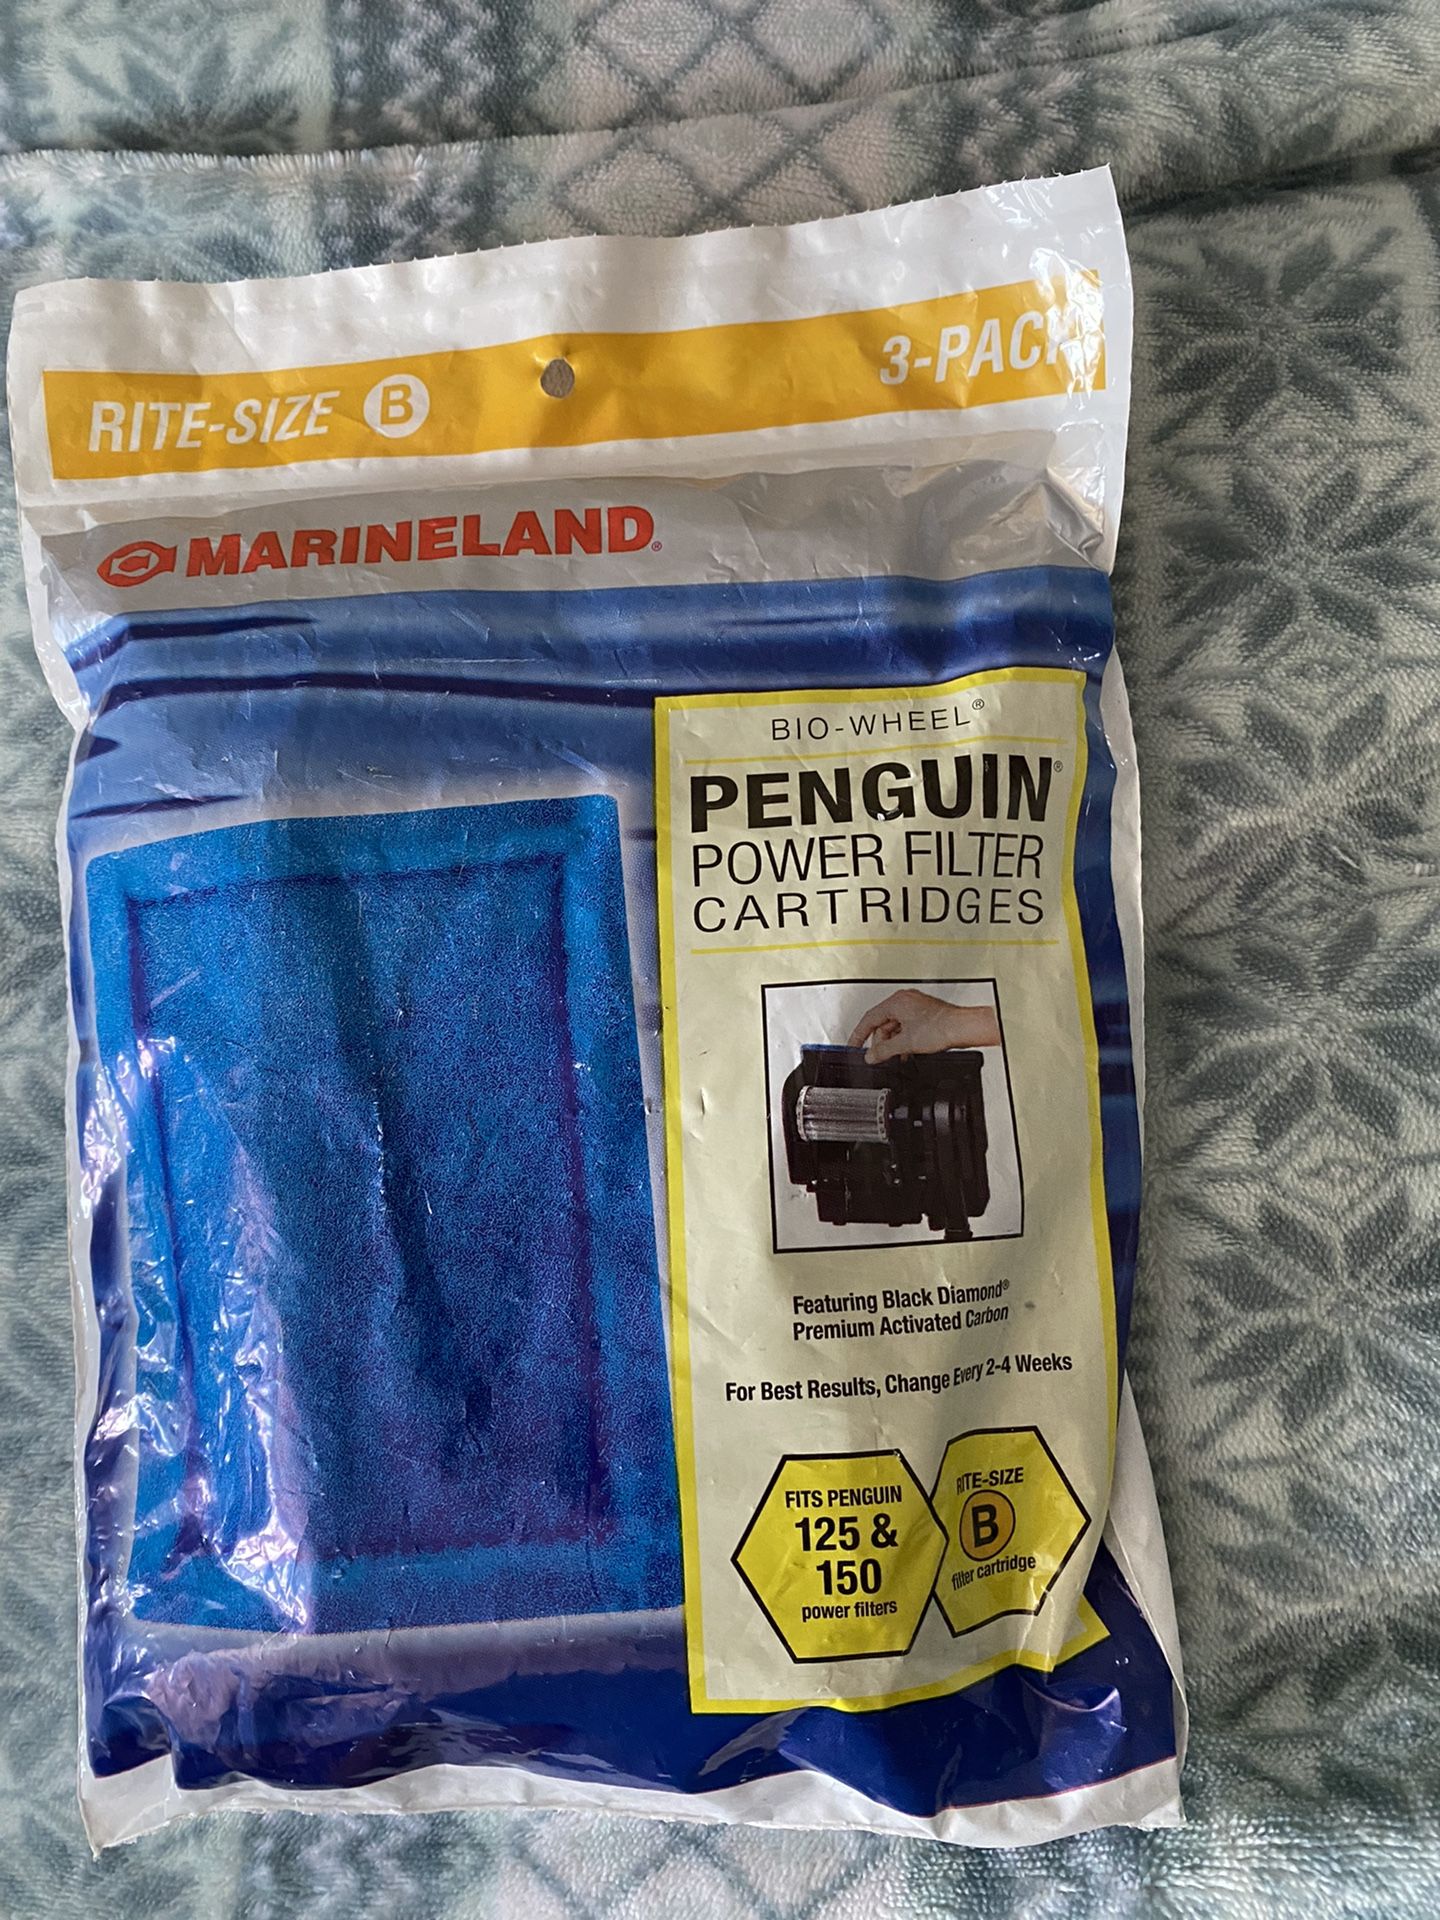 RITE-SIZE B
3-PACK
MARINELAND®
BIO-WHEEL®
PENGUIN®
POWER FILTER
CARTRIDGES
Featuring Black Diamond®
Premium Activated Carbon
For Best Results, Change Every 2-4 Weeks
FITS PENGUIN
125 &
150
power filters
RITE-SIZE
B
filter cartridge